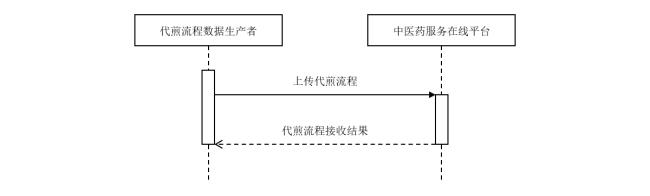 代煎流程数据生产者
中医药服务在线平台
上传代煎流程
代煎流程接收结果